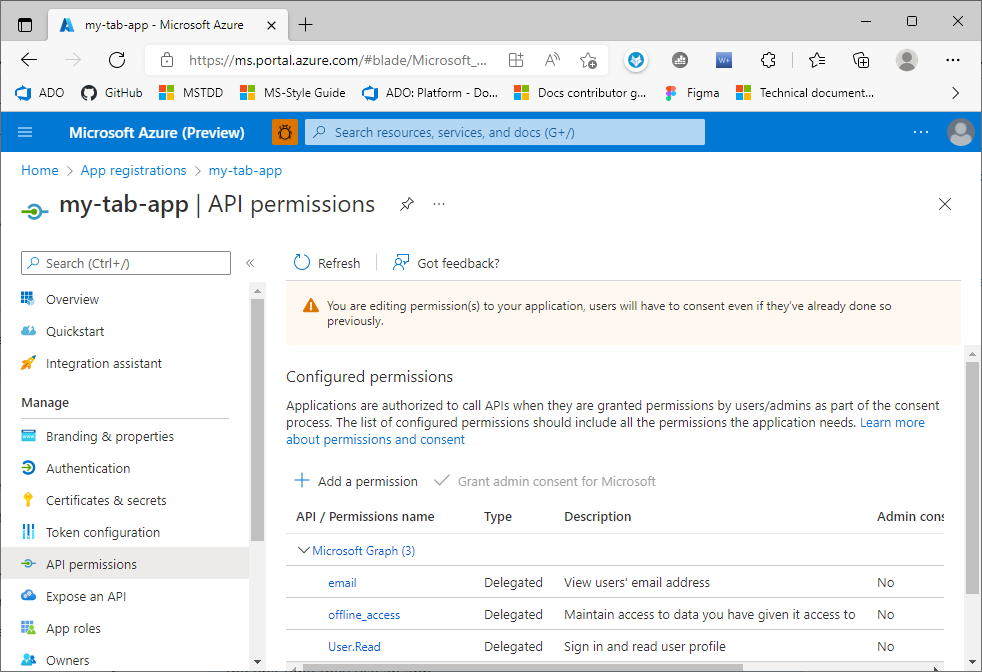 my-tab-app - Microsoft Azure
https://ms.portal.azure.com/#blade/Microsoft_...
ADO
GitHub
MSTDD
MS-Style Guide
ADO: Platform - Do...
Docs contributor g...
Figma
Technical document...
Microsoft Azure (Preview)
Search resources, services, and docs (G+/)
Home > App registrations > my-tab-app
my-tab-app | API permissions
Search (Ctrl+/)
Overview
Quickstart
Integration assistant
Manage
Branding & properties
Authentication
Certificates & secrets
Token configuration
API permissions
Expose an API
App roles
Owners
Refresh
Got feedback?
You are editing permission(s) to your application, users will have to consent even if they've already done so
previously.
Configured permissions
Applications are authorized to call APIs when they are granted permissions by users/admins as part of the consent
process. The list of configured permissions should include all the permissions the application needs. Learn more
about permissions and consent
Add a permission
Grant admin consent for Microsoft
API / Permissions name Type Description Admin cons
Microsoft Graph (3)
email Delegated View users' email address No
offline_access Delegated Maintain access to data you have given it access to No
User.Read Delegated Sign in and read user profile No